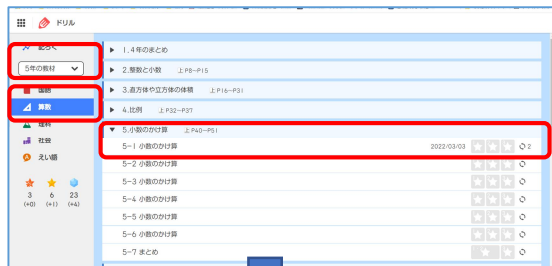 ドリル
きろく
5年の教材
国語
算数
理科
社会
えい語
3 6 23
(+0) (+1) (+4)
▶ 1.4年のまとめ
▶ 2.整数と小数 上P8-P15
▶ 3.直方体や立方体の体積 上P16-P31
▶ 4.比例 上P32-P37
▼ 5.小数のかけ算 上P40-P51
5-1 小数のかけ算 2022/03/03 2
5-2 小数のかけ算
5-3 小数のかけ算
5-4 小数のかけ算
5-5 小数のかけ算
5-6 小数のかけ算
5-7 まとめ